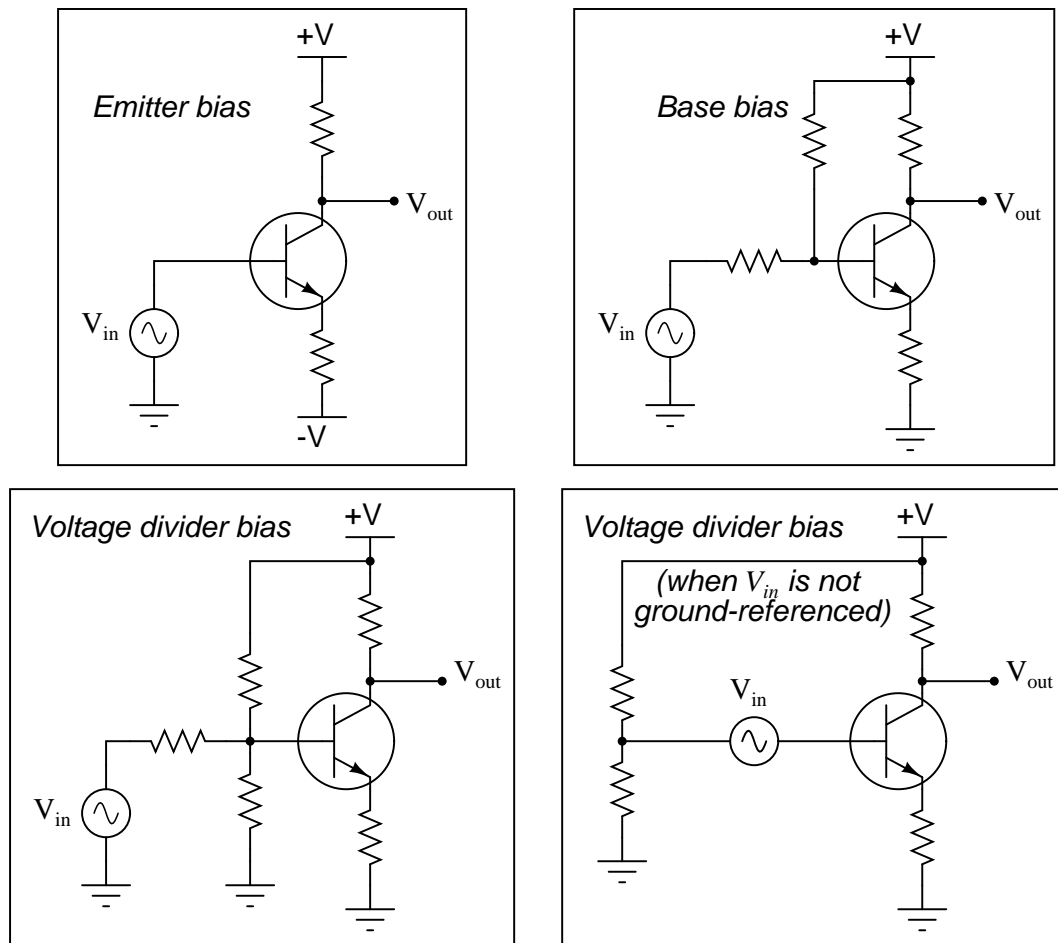 +V
Emitter bias
V_out
V_in
-V
+V
Base bias
V_out
V_in
+V
Voltage divider bias
V_out
V_in
+V
Voltage divider bias
(when V_in is not
ground-referenced)
V_in
V_out